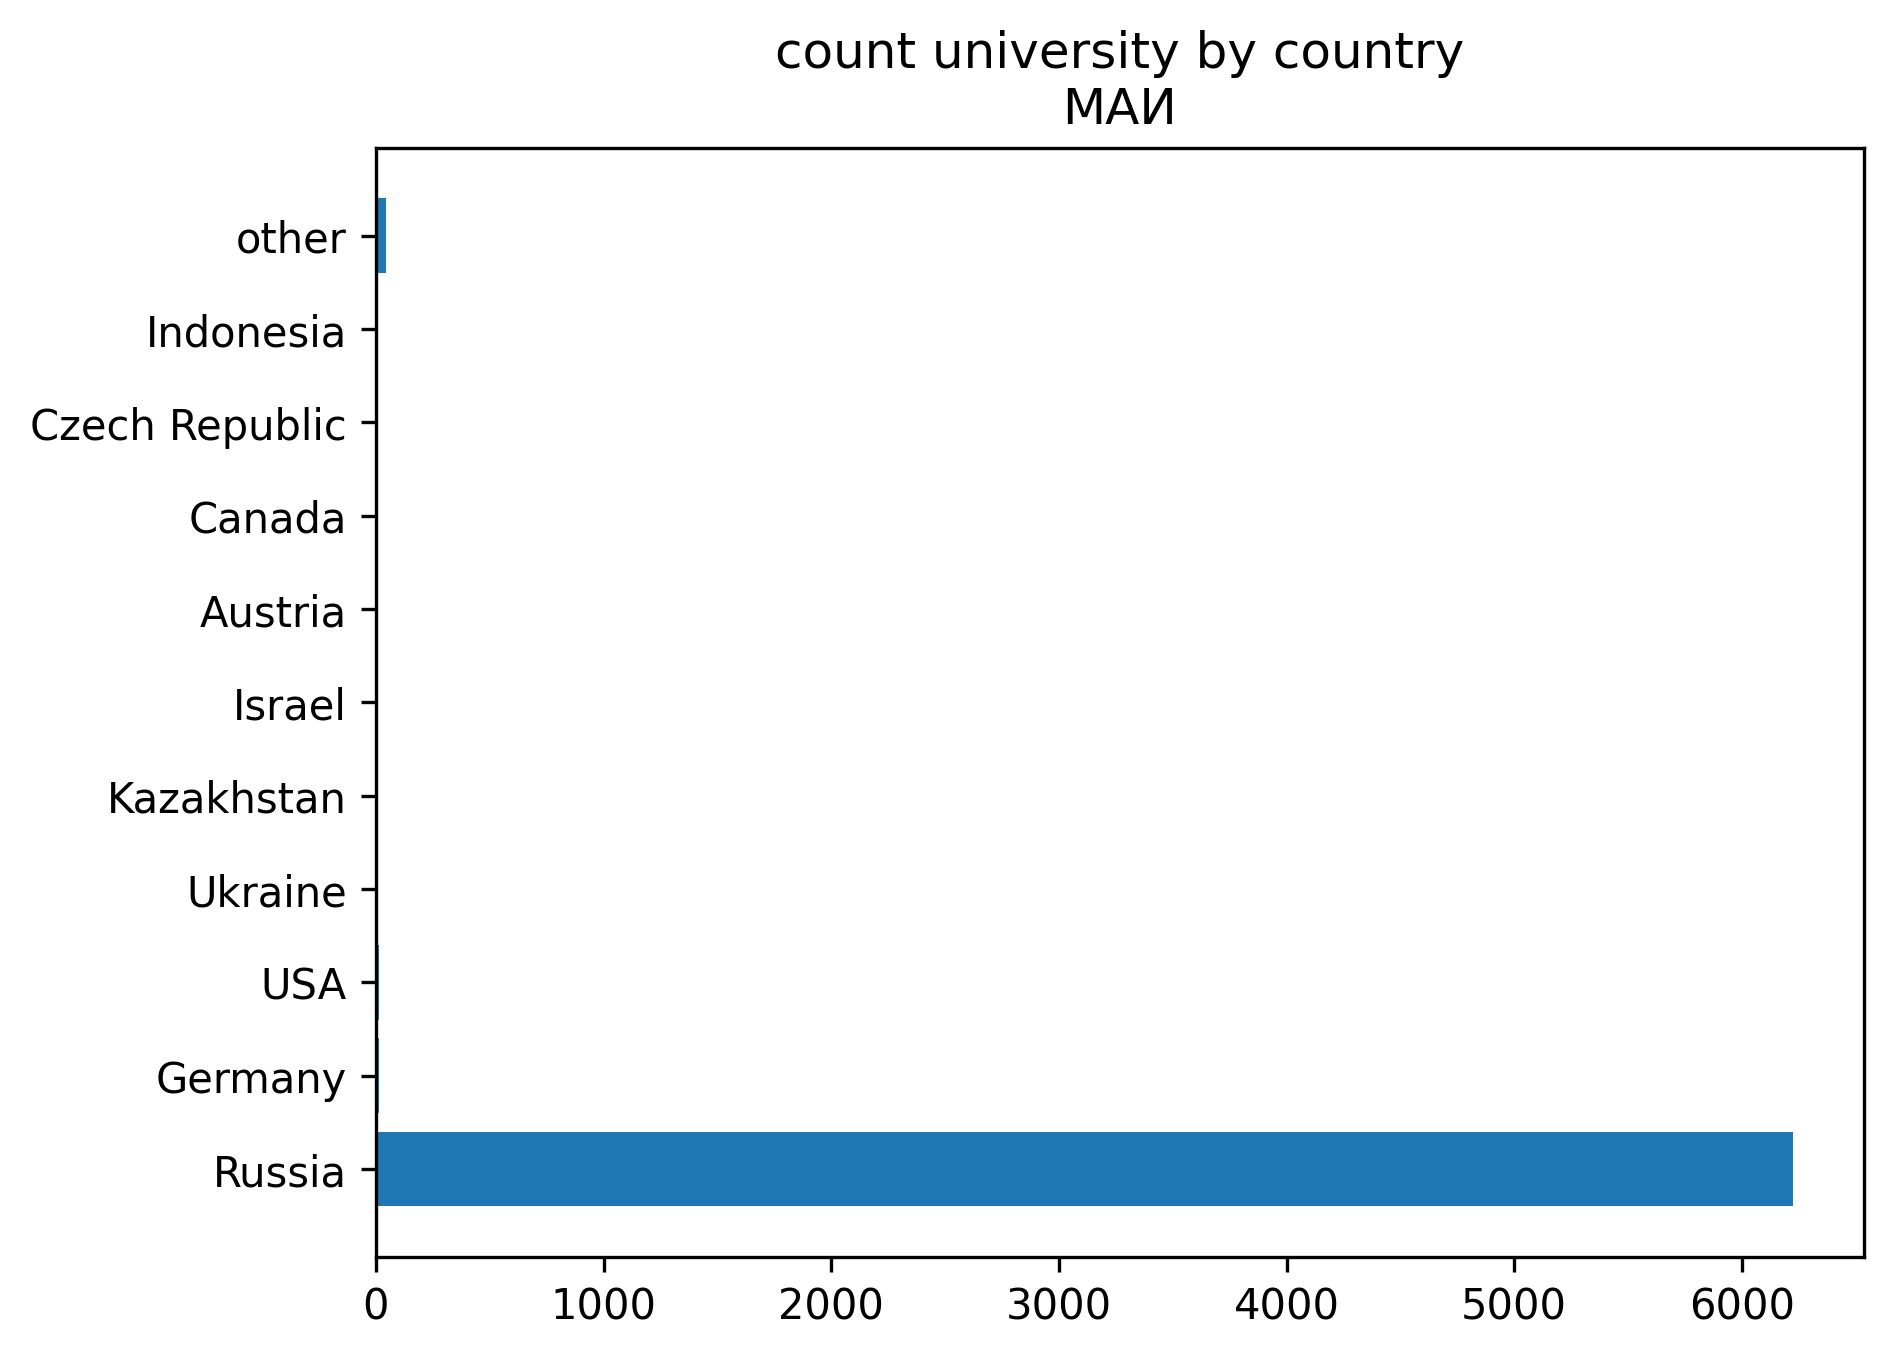 count university by country
МАИ
other
Indonesia
Czech Republic
Canada
Austria
Israel
Kazakhstan
Ukraine
USA
Germany
Russia
0 1000 2000 3000 4000 5000 6000